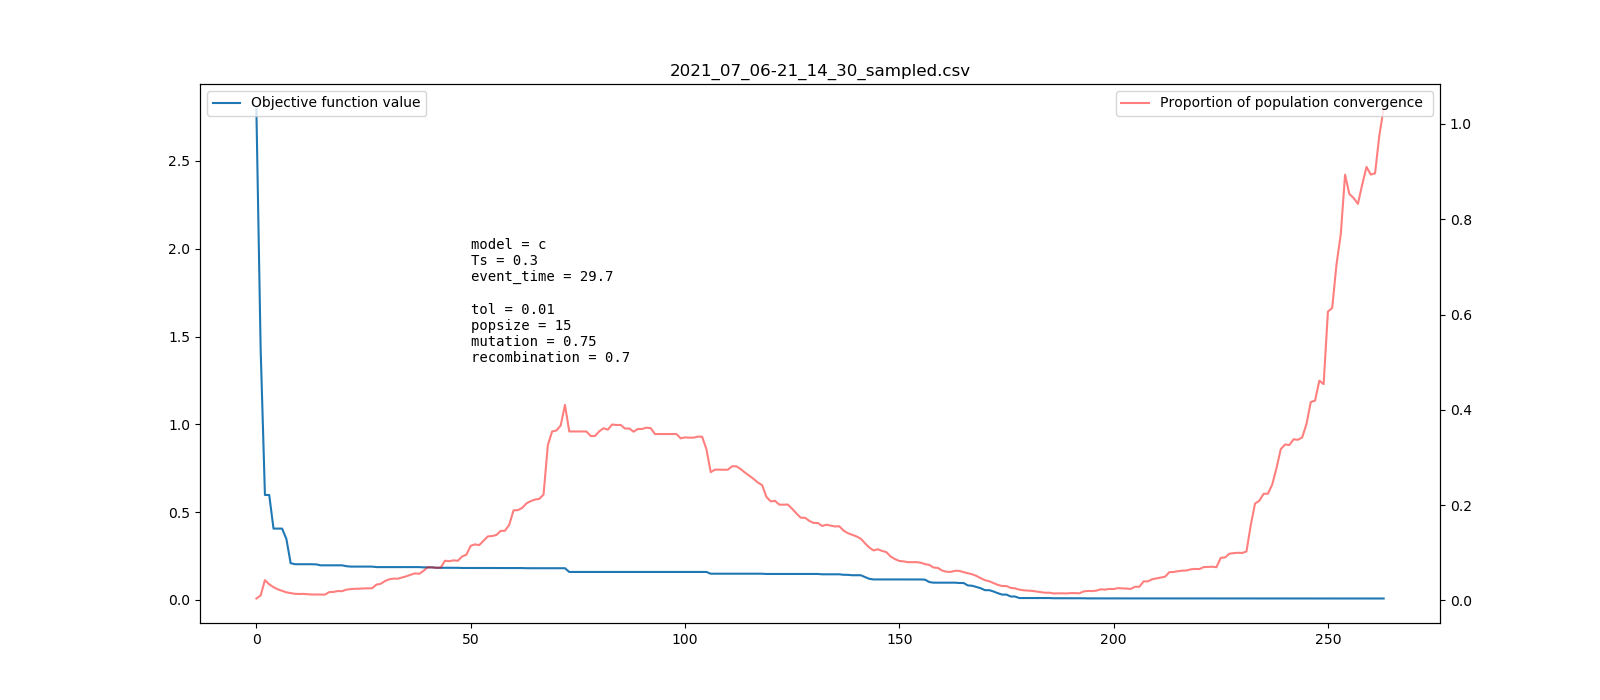 2021_07_06-21_14_30_sampled.csv
Objective function value
Proportion of population convergence
2.5
2.0
1.5
1.0
0.5
0.0
model = c
Ts = 0.3
event_time = 29.7
tol = 0.01
popsize = 15
mutation = 0.75
recombination = 0.7
1.0
0.8
0.6
0.4
0.2
0.0
0 50 100 150 200 250